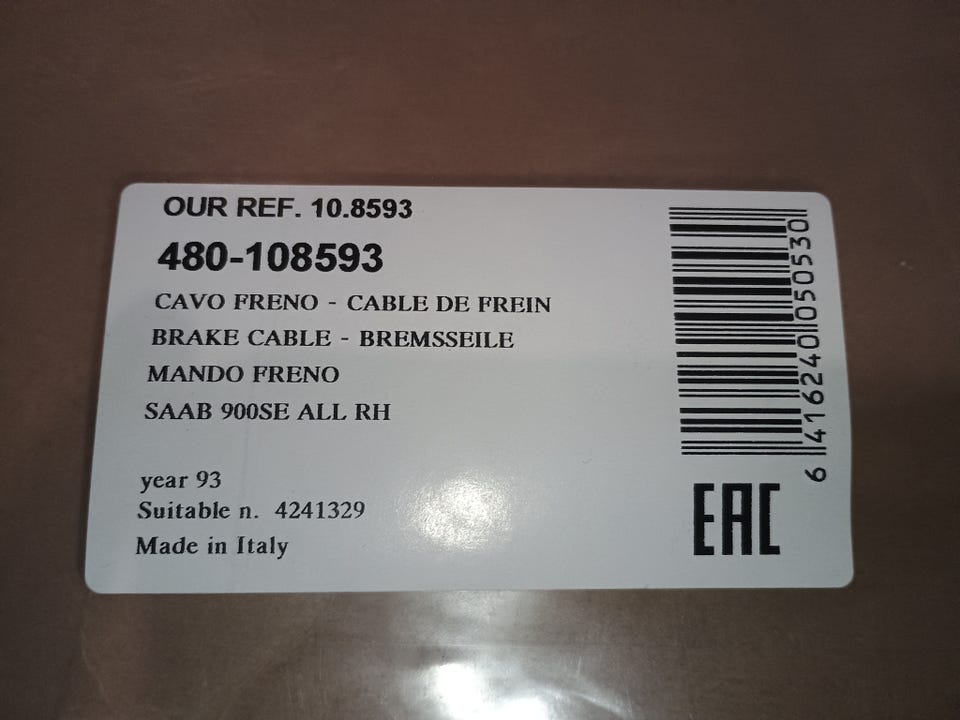 OUR REF. 10.8593
480-108593
CAVO FRENO - CABLE DE FREIN
BRAKE CABLE - BREMSSEILE
MANDO FRENO
SAAB 900SE ALL RH
year 93
Suitable n. 4241329
Made in Italy
6 416240 050530
EAC